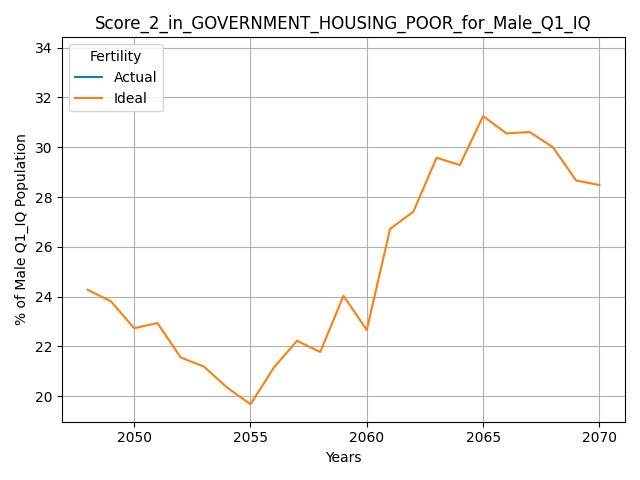 Score_2_in_GOVERNMENT_HOUSING_POOR_for_Male_Q1_IQ
Fertility
Actual
Ideal
% of Male Q1_IQ Population
34
32
30
28
26
24
22
20
2050 2055 2060 2065 2070
Years